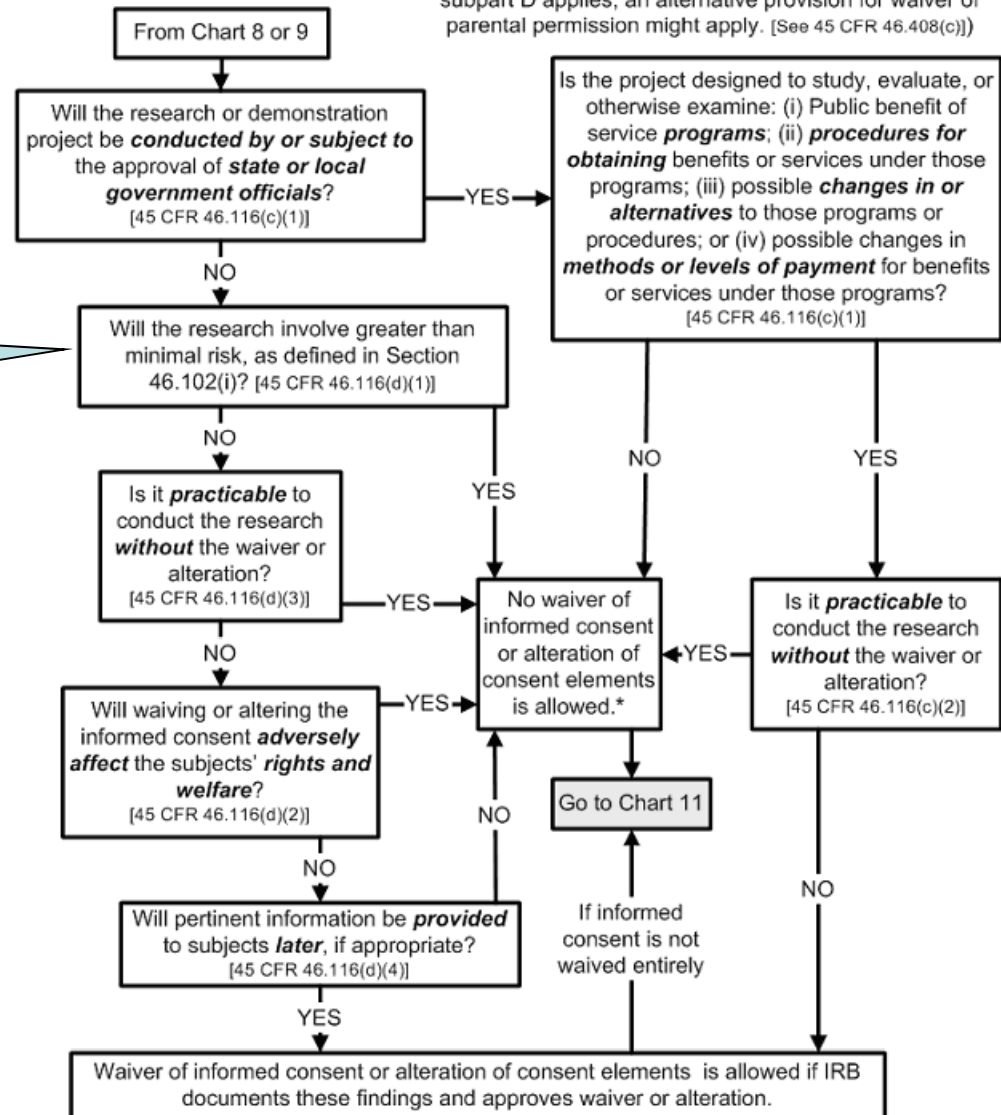 subpart D applies, an alternative provision for waiver of
parental permission might apply. [See 45 CFR 46.408(c)])
From Chart 8 or 9
Will the research or demonstration
project be conducted by or subject to
the approval of state or local
government officials?
[45 CFR 46.116(c)(1)]
YES
Is the project designed to study, evaluate, or
otherwise examine: (i) Public benefit of
service programs; (ii) procedures for
obtaining benefits or services under those
programs; (iii) possible changes in or
alternatives to those programs or
procedures; or (iv) possible changes in
methods or levels of payment for benefits
or services under those programs?
[45 CFR 46.116(c)(1)]
NO
Will the research involve greater than
minimal risk, as defined in Section
46.102(i)? [45 CFR 46.116(d)(1)]
NO
YES
NO
YES
Is it practicable to
conduct the research
without the waiver or
alteration?
[45 CFR 46.116(d)(3)]
YES
No waiver of
informed consent
or alteration of
consent elements
is allowed.*
YES
Is it practicable to
conduct the research
without the waiver or
alteration?
[45 CFR 46.116(c)(2)]
NO
Will waiving or altering the
informed consent adversely
affect the subjects' rights and
welfare?
[45 CFR 46.116(d)(2)]
YES
NO
Go to Chart 11
NO
NO
Will pertinent information be provided
to subjects later, if appropriate?
[45 CFR 46.116(d)(4)]
If informed
consent is not
waived entirely
YES
Waiver of informed consent or alteration of consent elements is allowed if IRB
documents these findings and approves waiver or alteration.